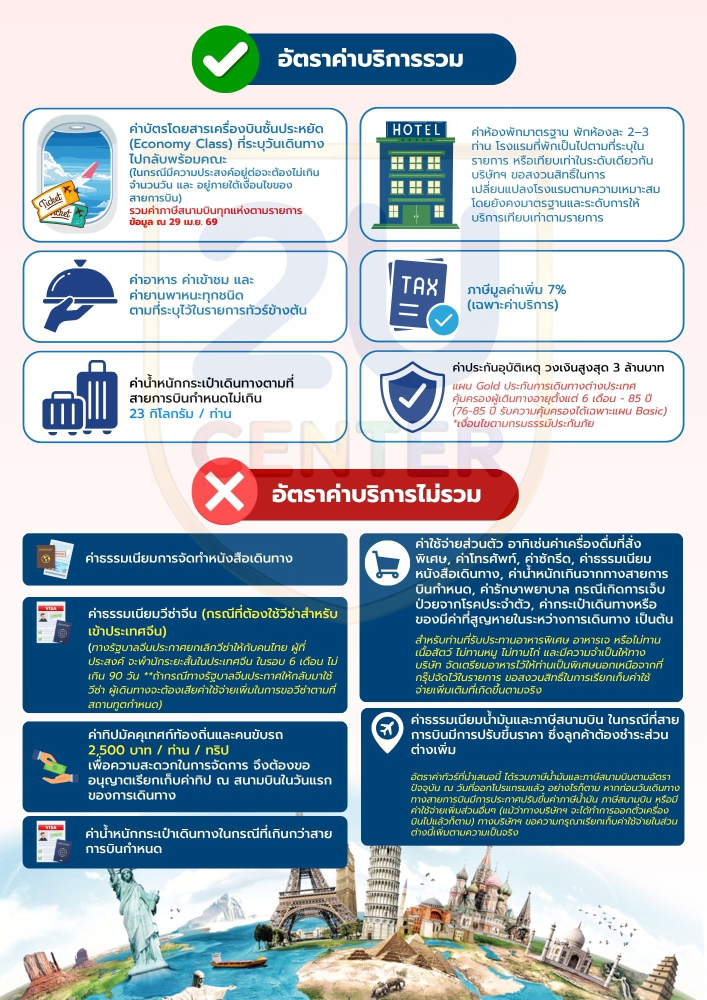 อัตราค่าบริการรวม
ค่าบัตรโดยสารเครื่องบินชั้นประหยัด
(Economy Class) ที่ระบุวันเดินทาง
ไปกลับพร้อมคณะ
(ในกรณีมีความประสงค์อยู่ต่อจะต้องไม่เกิน
จำนวนวัน และ อยู่ภายใต้เงื่อนไขของ
สายการบิน)
รวมค่าภาษีสนามบินทุกแห่งตามรายการ
ข้อมูล ณ 29 เม.ย. 69
Ticket
Ticket
HOTEL
ค่าห้องพักมาตรฐาน พักห้องละ 2–3
ท่าน โรงแรมที่พักเป็นไปตามที่ระบุใน
รายการ หรือเทียบเท่าในระดับเดียวกัน
บริษัทฯ ขอสงวนสิทธิ์ในการ
เปลี่ยนแปลงโรงแรมตามความเหมาะสม
โดยยังคงมาตรฐานและระดับการให้
บริการเทียบเท่าตามรายการ
ค่าอาหาร ค่าเข้าชม และ
ค่ายานพาหนะทุกชนิด
ตามที่ระบุไว้ในรายการทัวร์ข้างต้น
TAX
ภาษีมูลค่าเพิ่ม 7%
(เฉพาะค่าบริการ)
ค่าน้ำหนักกระเป๋าเดินทางตามที่
สายการบินกำหนดไม่เกิน
23 กิโลกรัม / ท่าน
ค่าประกันอุบัติเหตุ วงเงินสูงสุด 3 ล้านบาท
แผน Gold ประกันการเดินทางต่างประเทศ
คุ้มครองผู้เดินทางอายุตั้งแต่ 6 เดือน - 85 ปี
(76-85 ปี รับความคุ้มครองได้เฉพาะแผน Basic)
*เงื่อนไขตามกรมธรรม์ประกันภัย
2U
CENTER
อัตราค่าบริการไม่รวม
PASSPORT
APPROVED
ค่าธรรมเนียมการจัดทำหนังสือเดินทาง
VISA
APPROVED
PASSPORT
ค่าธรรมเนียมวีซ่าจีน (กรณีที่ต้องใช้วีซ่าสำหรับ
เข้าประเทศจีน)
(ทางรัฐบาลจีนประกาศยกเลิกวีซ่าให้กับคนไทย ผู้ที่
ประสงค์ จะพำนักระยะสั้นในประเทศจีน ในรอบ 6 เดือน ไม่
เกิน 90 วัน **ถ้ากรณีทางรัฐบาลจีนประกาศให้กลับมาใช้
วีซ่า ผู้เดินทางจะต้องเสียค่าใช้จ่ายเพิ่มในการขอวีซ่าตามที่
สถานทูตกำหนด)
ค่าทิปมัคคุเทศก์ท้องถิ่นและคนขับรถ
2,500 บาท / ท่าน / ทริป
เพื่อความสะดวกในการจัดการ จึงต้องขอ
อนุญาตเรียกเก็บค่าทิป ณ สนามบินในวันแรก
ของการเดินทาง
VISA
APPROVED
PASSPORT
ค่าน้ำหนักกระเป๋าเดินทางในกรณีที่เกินกว่าสาย
การบินกำหนด
ค่าใช้จ่ายส่วนตัว อาทิเช่นค่าเครื่องดื่มที่สั่ง
พิเศษ, ค่าโทรศัพท์, ค่าซักรีด, ค่าธรรมเนียม
หนังสือเดินทาง, ค่าน้ำหนักเกินจากทางสายการ
บินกำหนด, ค่ารักษาพยาบาล กรณีเกิดการเจ็บ
ป่วยจากโรคประจำตัว, ค่ากระเป๋าเดินทางหรือ
ของมีค่าที่สูญหายในระหว่างการเดินทาง เป็นต้น
สำหรับท่านที่รับประทานอาหารพิเศษ อาหารเจ หรือไม่ทาน
เนื้อสัตว์ ไม่ทานหมู ไม่ทานไก่ และมีความจำเป็นให้ทาง
บริษัท จัดเตรียมอาหารไว้ให้ท่านเป็นพิเศษนอกเหนือจากที่
กรุ๊ปจัดไว้ในรายการ ขอสงวนสิทธิ์ในการเรียกเก็บค่าใช้
จ่ายเพิ่มเติมที่เกิดขึ้นตามจริง
ค่าธรรมเนียมน้ำมันและภาษีสนามบิน ในกรณีที่สาย
การบินมีการปรับขึ้นราคา ซึ่งลูกค้าต้องชำระส่วน
ต่างเพิ่ม
อัตราค่าทัวร์ที่นำเสนอนี้ ได้รวมภาษีน้ำมันและภาษีสนามบินตามอัตรา
ปัจจุบัน ณ วันที่ออกโปรแกรมแล้ว อย่างไรก็ตาม หากก่อนวันเดินทาง
ทางสายการบินมีการประกาศปรับขึ้นค่าภาษีน้ำมัน ภาษีสนามบิน หรือมี
ค่าใช้จ่ายเพิ่มส่วนอื่นๆ (แม้ว่าทางบริษัทฯ จะได้ทำการออกตั๋วเครื่อง
บินไปแล้วก็ตาม) ทางบริษัทฯ ขอความกรุณาเรียกเก็บค่าใช้จ่ายในส่วน
ต่างนี้เพิ่มตามความเป็นจริง